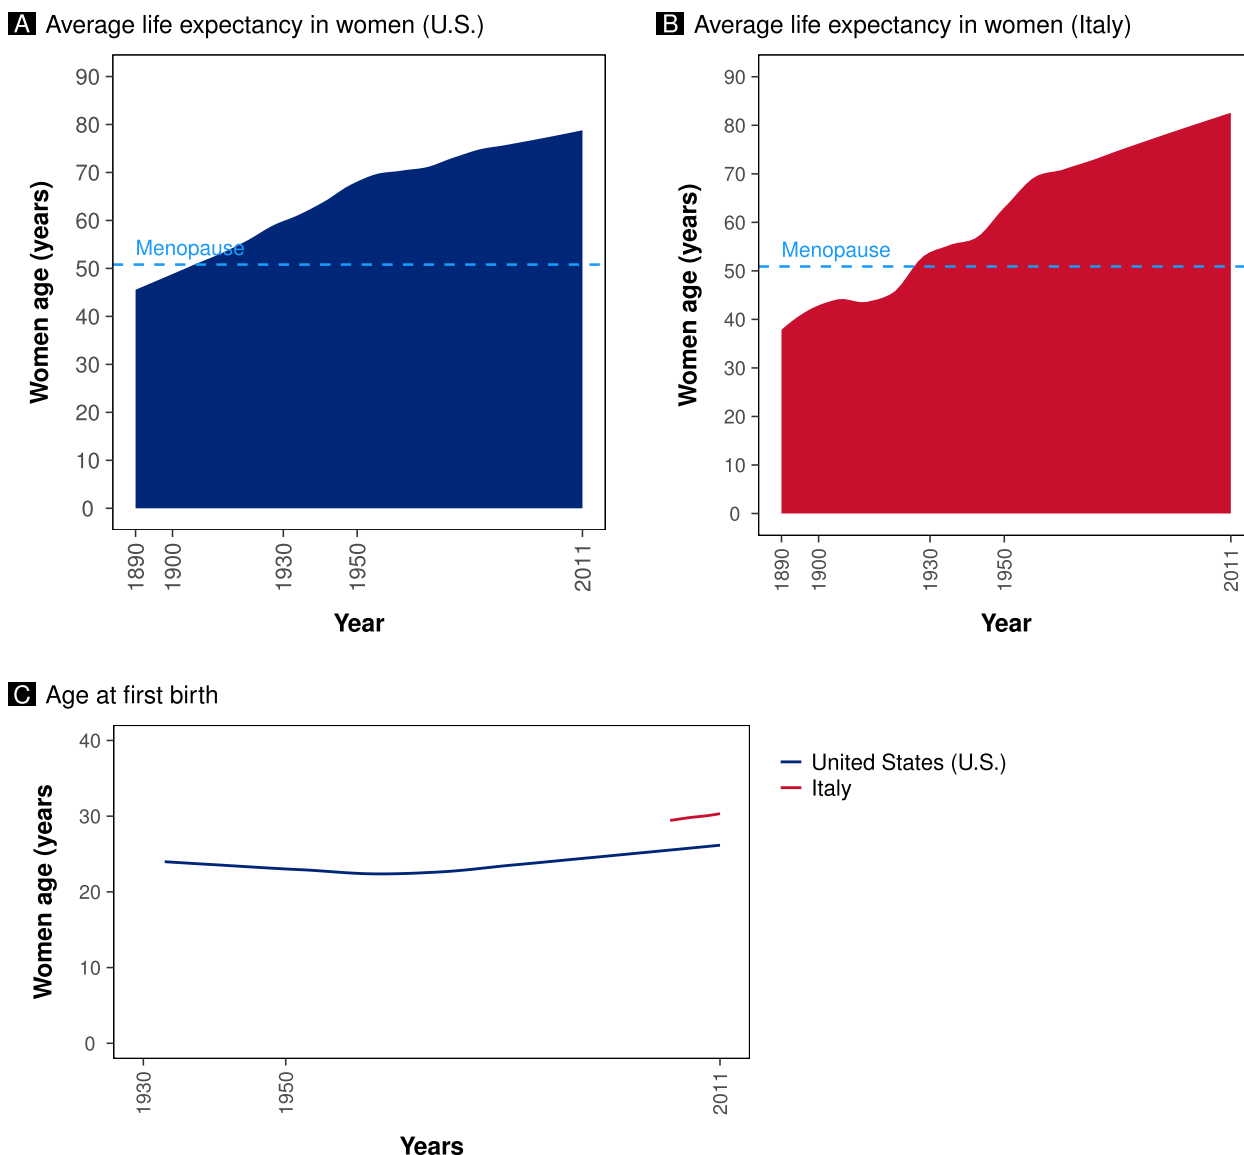 A Average life expectancy in women (U.S.)
Women age (years)
90
80
70
60
50
40
30
20
10
0
Menopause
1890
1900
1930
1950
2011
Year
B Average life expectancy in women (Italy)
Women age (years)
90
80
70
60
50
40
30
20
10
0
Menopause
1890
1900
1930
1950
2011
Year
C Age at first birth
Women age (years
40
30
20
10
0
1930
1950
2011
Years
United States (U.S.)
Italy